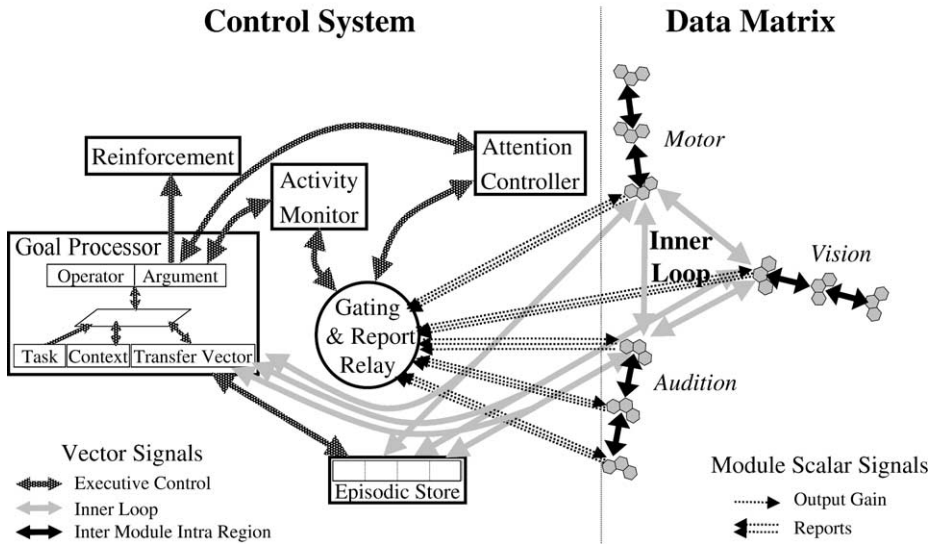 Control System
Data Matrix
Reinforcement
Attention
Controller
Activity
Monitor
Motor
Goal Processor
Operator Argument
Inner
Loop
Vision
Gating
& Report
Relay
Task Context Transfer Vector
Audition
Vector Signals
Executive Control
Inner Loop
Inter Module Intra Region
Episodic Store
Module Scalar Signals
Output Gain
Reports